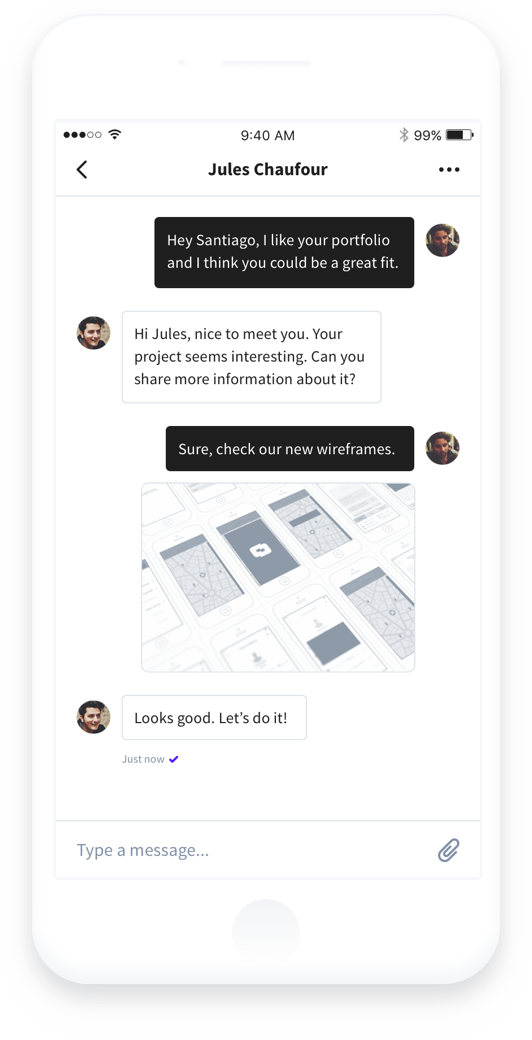 9:40 AM
99%
Jules Chaufour
Hey Santiago, I like your portfolio
and I think you could be a great fit.
Hi Jules, nice to meet you. Your
project seems interesting. Can you
share more information about it?
Sure, check our new wireframes.
Looks good. Let’s do it!
Just now
Type a message...